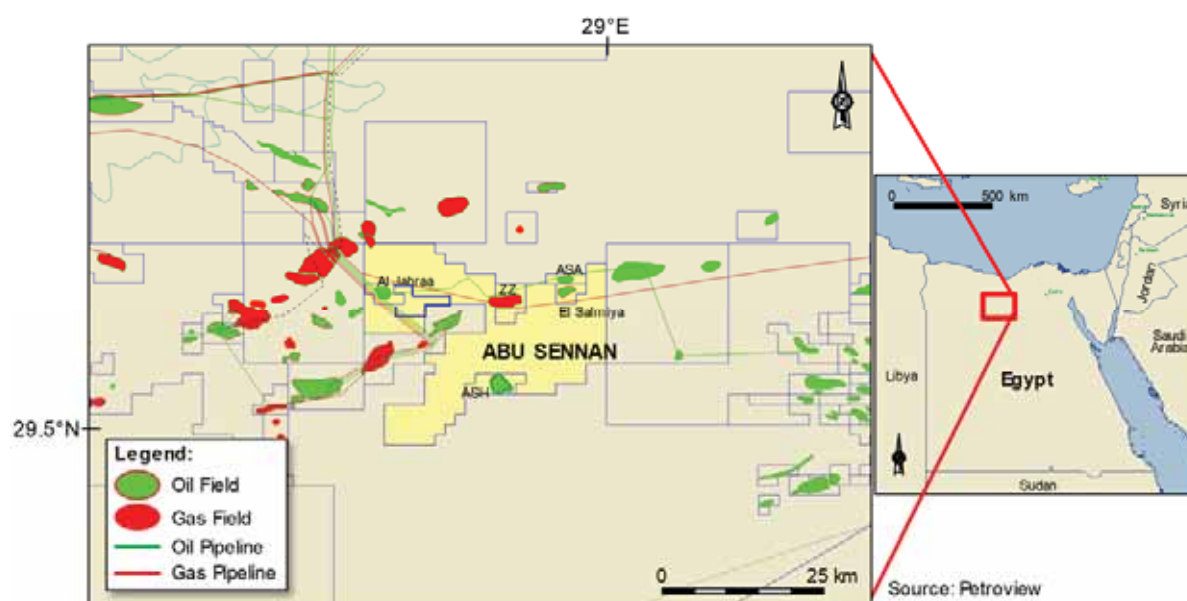 29°E
0 500 km
Syria
Jordan
Saudi
Arabia
Libya
Egypt
Sudan
Al Jabraa
ASA
ZZ
El Salmiya
ABU SENNAN
ASH
29.5°N
Legend:
Oil Field
Gas Field
Oil Pipeline
Gas Pipeline
0 25 km
Source: Petroview